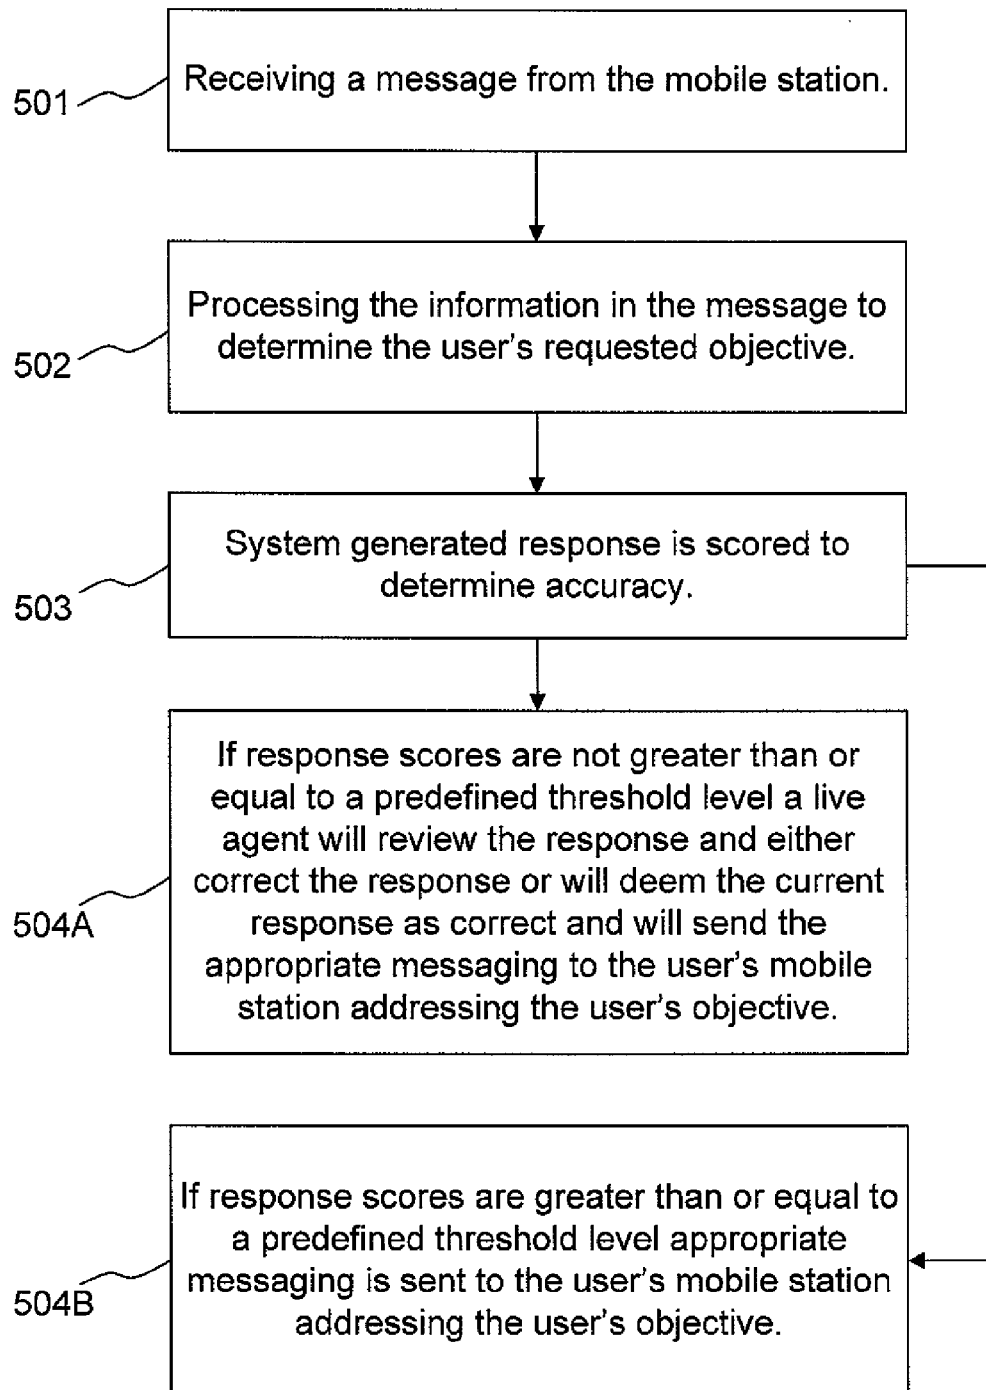 501
Receiving a message from the mobile station.
502
Processing the information in the message to
determine the user's requested objective.
503
System generated response is scored to
determine accuracy.
504A
If response scores are not greater than or
equal to a predefined threshold level a live
agent will review the response and either
correct the response or will deem the current
response as correct and will send the
appropriate messaging to the user's mobile
station addressing the user's objective.
504B
If response scores are greater than or equal to
a predefined threshold level appropriate
messaging is sent to the user's mobile station
addressing the user's objective.